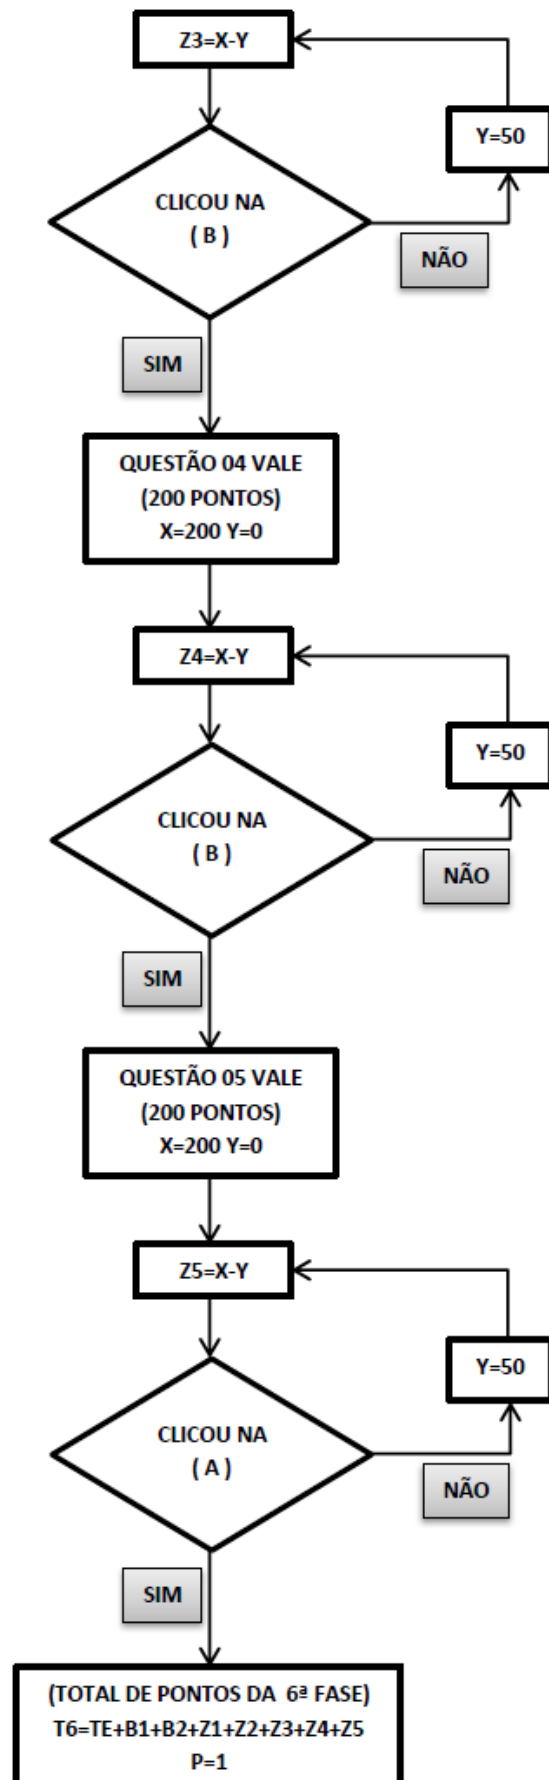 Z3=X-Y
Y=50
CLICOU NA
( B )
NÃO
SIM
QUESTÃO 04 VALE
(200 PONTOS)
X=200 Y=0
Z4=X-Y
Y=50
CLICOU NA
( B )
NÃO
SIM
QUESTÃO 05 VALE
(200 PONTOS)
X=200 Y=0
Z5=X-Y
Y=50
CLICOU NA
( A )
NÃO
SIM
(TOTAL DE PONTOS DA 6ª FASE)
T6=TE+B1+B2+Z1+Z2+Z3+Z4+Z5
P=1